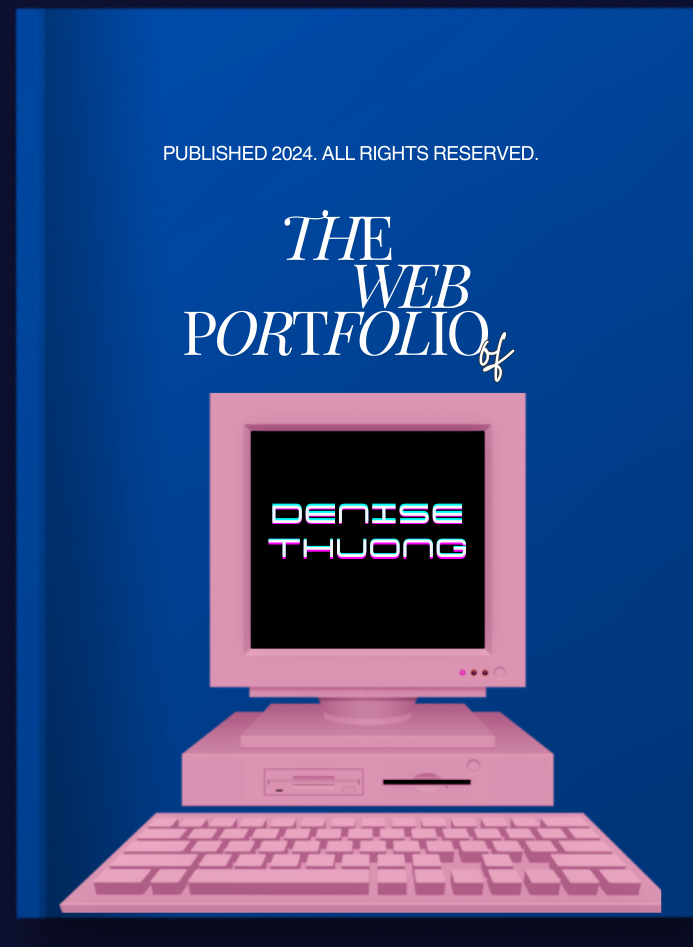 PUBLISHED 2024. ALL RIGHTS RESERVED.
THE
WEB
PORTFOLIO
of
DENISE
THUONG